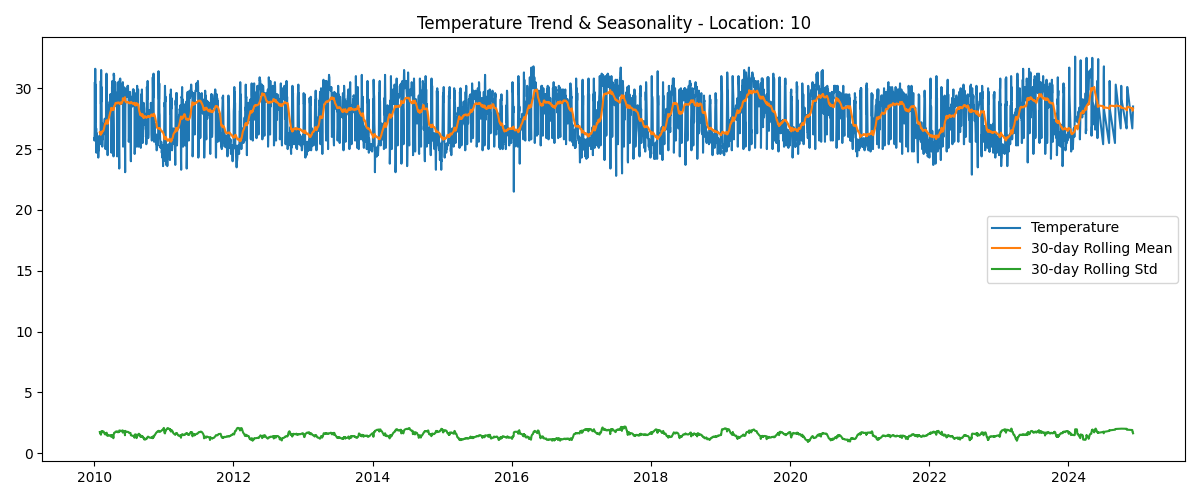 Temperature Trend & Seasonality - Location: 10
30
25
20
15
10
5
0
Temperature
30-day Rolling Mean
30-day Rolling Std
2010 2012 2014 2016 2018 2020 2022 2024